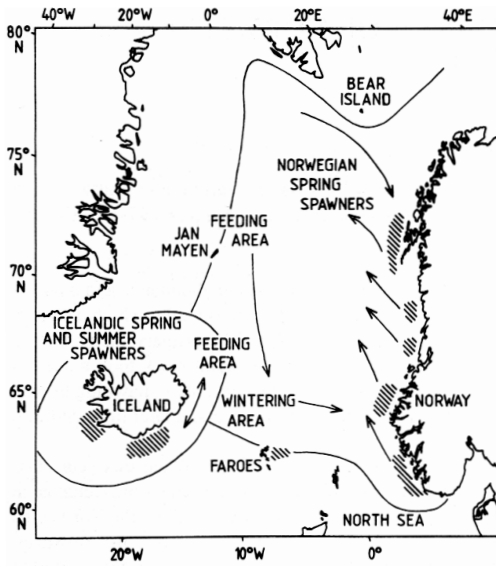 40°W 20°W 0° 20°E 40°E
80°
N
BEAR
ISLAND
75°
N
NORWEGIAN
SPRING
SPAWNERS
FEEDING
AREA
JAN
MAYEN
70°
N
ICELANDIC SPRING
AND SUMMER
SPAWNERS
FEEDING
AREA
65°
N
ICELAND
WINTERING
AREA
NORWAY
FAROES
60°
N
NORTH SEA
20°W 10°W 0°